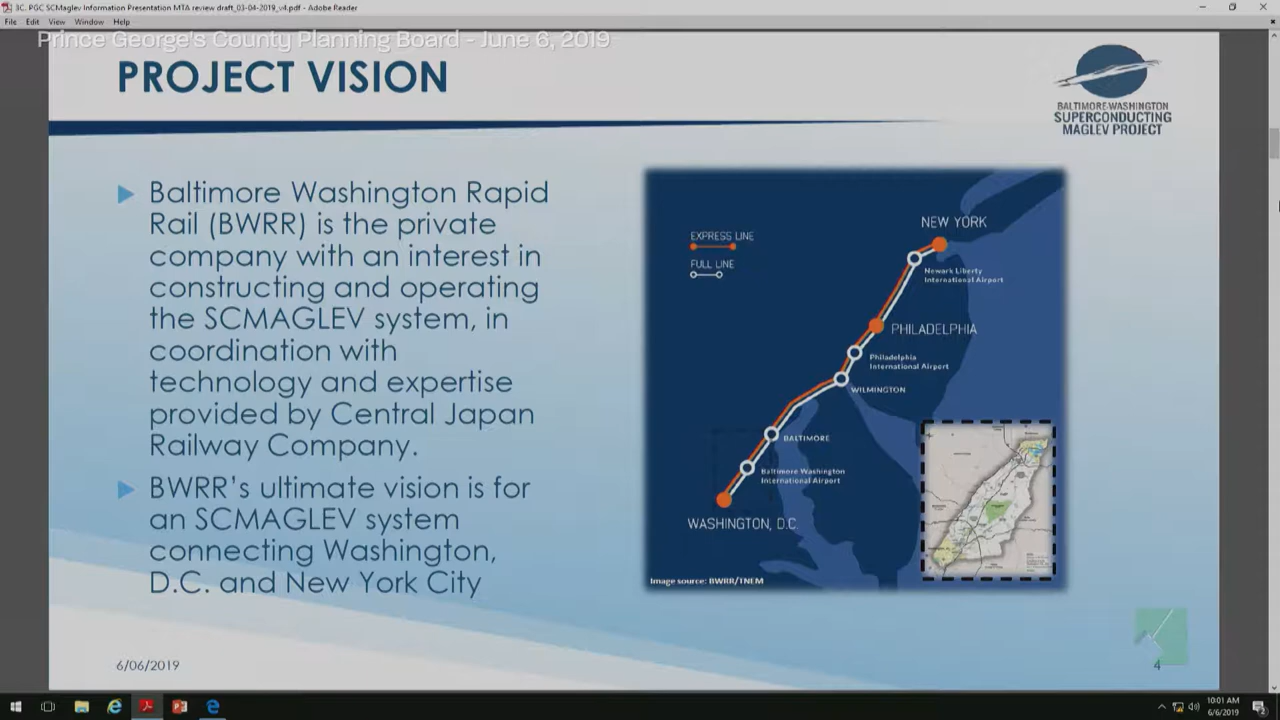 3C. PGC SCMaglev Information Presentation MTA review draft_03-04-2019_v4.pdf - Adobe Reader
File Edit View Window Help
Prince George's County Planning Board - June 6, 2019
PROJECT VISION
BALTIMORE-WASHINGTON
SUPERCONDUCTING
MAGLEV PROJECT
Baltimore Washington Rapid
Rail (BWRR) is the private
company with an interest in
constructing and operating
the SCMAGLEV system, in
coordination with
technology and expertise
provided by Central Japan
Railway Company.
BWRR's ultimate vision is for
an SCMAGLEV system
connecting Washington,
D.C. and New York City
EXPRESS LINE
FULL LINE
NEW YORK
Newark Liberty
International Airport
PHILADELPHIA
Philadelphia
International Airport
WILMINGTON
BALTIMORE
Baltimore Washington
International Airport
WASHINGTON, D.C.
Image source: BWRR/TNEM
6/06/2019
4
10:01 AM
6/6/2019
2